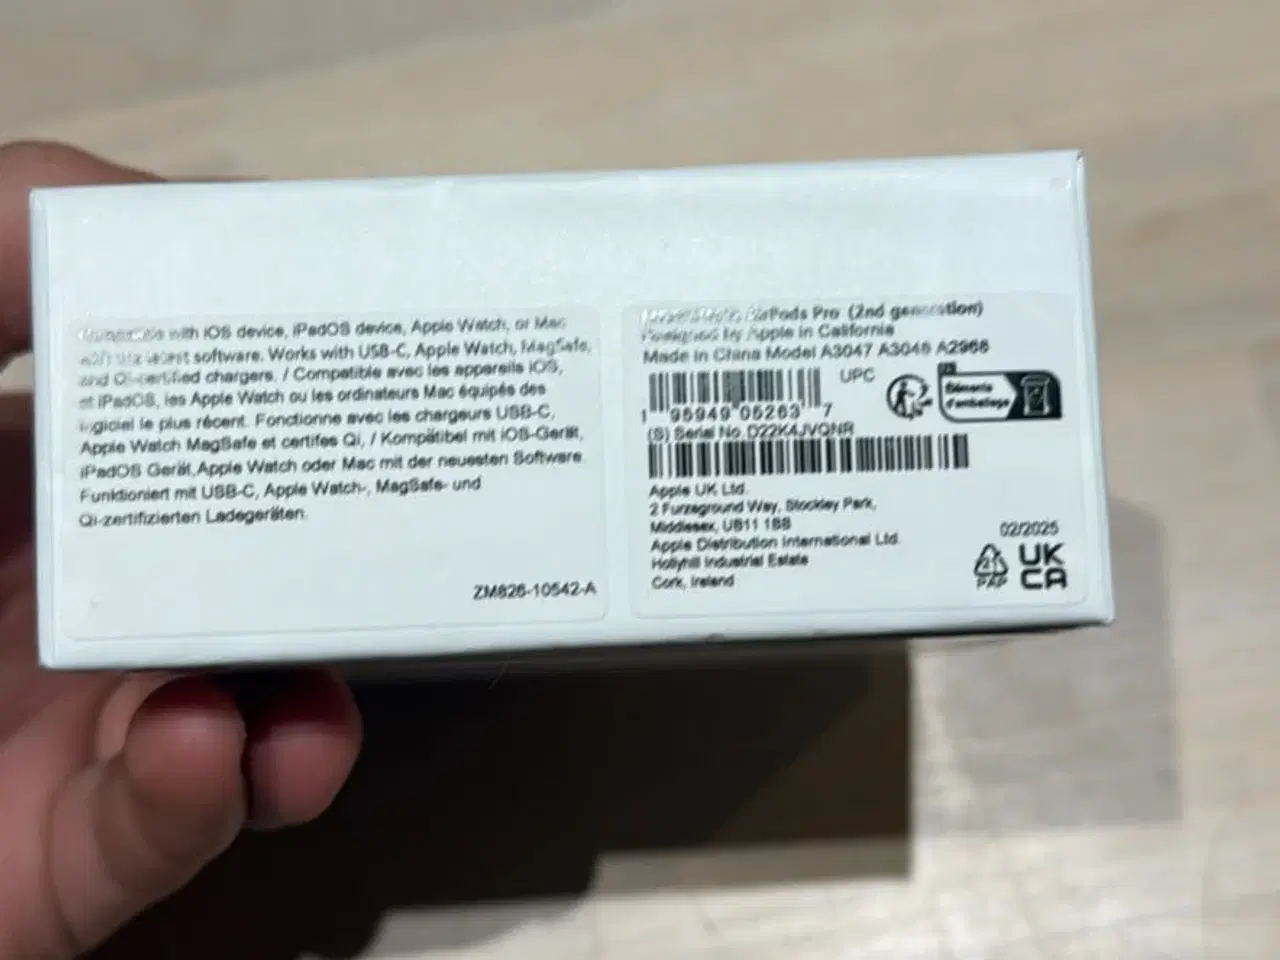 with iOS device, iPadOS device, Apple Watch, or Mac
latest software. Works with USB-C, Apple Watch, MagSafe,
and Qi-certified chargers. / Compatible avec les appareils iOS,
et iPadOS, les Apple Watch ou les ordinateurs Mac équipés des
logiciel le plus récent. Fonctionne avec les chargeurs USB-C,
Apple Watch MagSafe et certifes Qi, / Kompätibel mit iOS-Gerät,
iPadOS Gerät,Apple Watch oder Mac mit der neuesten Software.
Funktioniert mit USB-C, Apple Watch-, MagSafe- und
Qi-zertifizierten Ladegeräten.
ZM826-10542-A
AirPods Pro (2nd generation)
Designed by Apple in California
Made in China Model A3047 A3048 A2968
UPC
1 95949 05263 7
(S) Serial No. D22K4JVQNR
Éléments
d'emballage
Apple UK Ltd.
2 Furzeground Way, Stockley Park,
Middlesex, UB11 1BB
Apple Distribution International Ltd.
Hollyhill Industrial Estate
Cork, Ireland
02/2025
21
PAP
UK
CA